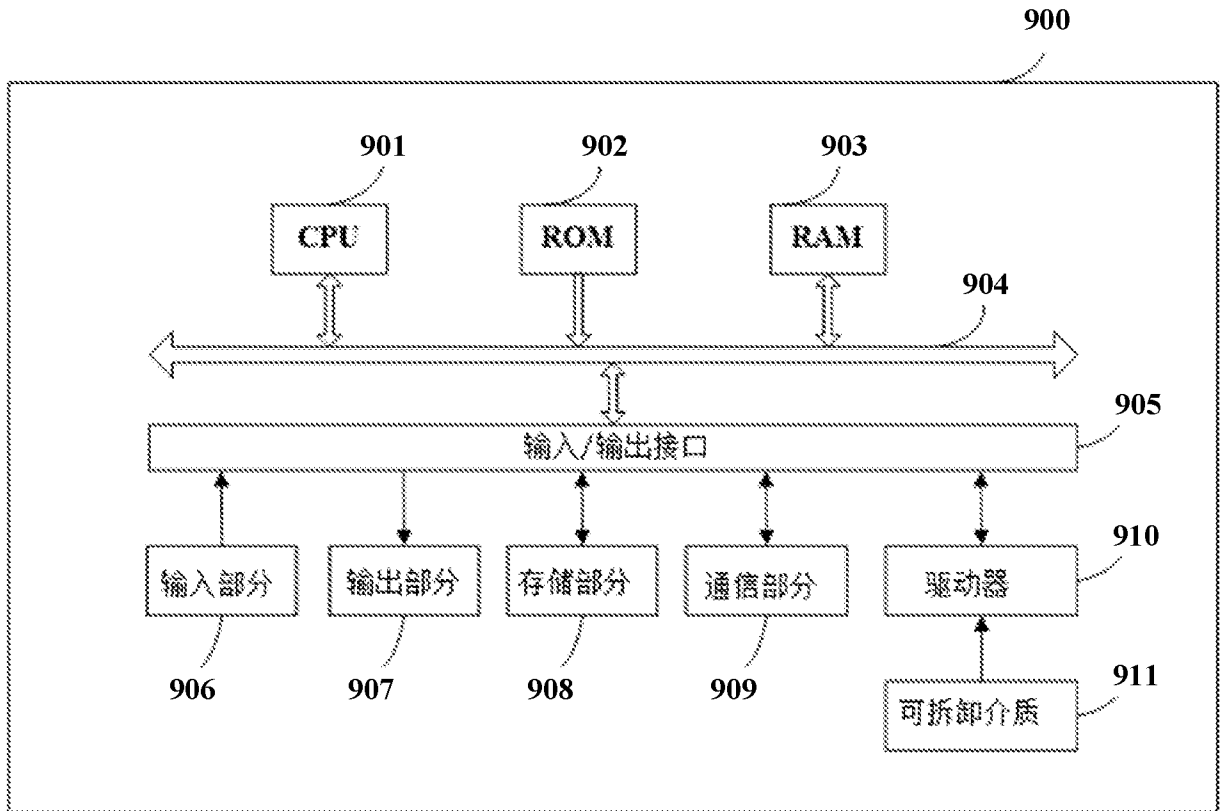 900
901
902
903
CPU
ROM
RAM
904
905
输入/输出接口
910
输入部分
输出部分
存储部分
通信部分
驱动器
906
907
908
909
911
可拆卸介质